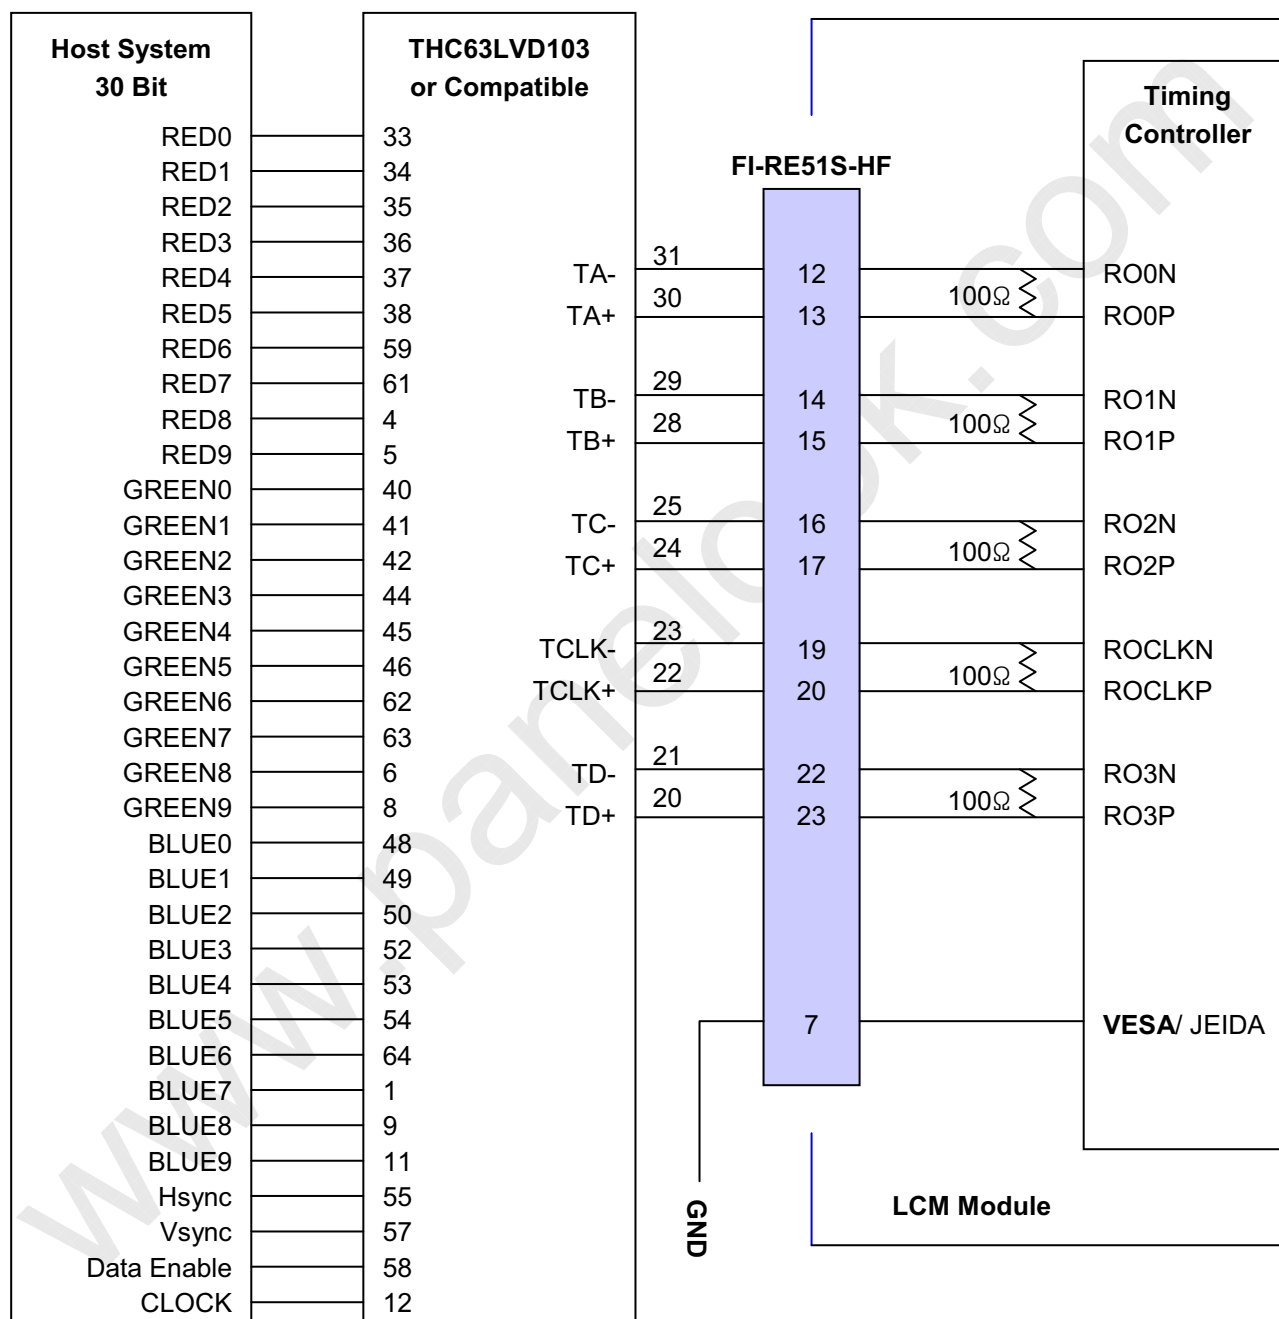 Host System
30 Bit
RED0
RED1
RED2
RED3
RED4
RED5
RED6
RED7
RED8
RED9
GREEN0
GREEN1
GREEN2
GREEN3
GREEN4
GREEN5
GREEN6
GREEN7
GREEN8
GREEN9
BLUE0
BLUE1
BLUE2
BLUE3
BLUE4
BLUE5
BLUE6
BLUE7
BLUE8
BLUE9
Hsync
Vsync
Data Enable
CLOCK
THC63LVD103
or Compatible
33
34
35
36
37
38
59
61
4
5
40
41
42
44
45
46
62
63
6
8
48
49
50
52
53
54
64
1
9
11
55
57
58
12
TA-
TA+
TB-
TB+
TC-
TC+
TCLK-
TCLK+
TD-
TD+
31
30
29
28
25
24
23
22
21
20
FI-RE51S-HF
12
13
14
15
16
17
19
20
22
23
7
GND
100Ω
100Ω
100Ω
100Ω
100Ω
Timing
Controller
RO0N
RO0P
RO1N
RO1P
RO2N
RO2P
ROCLKN
ROCLKP
RO3N
RO3P
VESA/ JEIDA
LCM Module
www.panelook.com